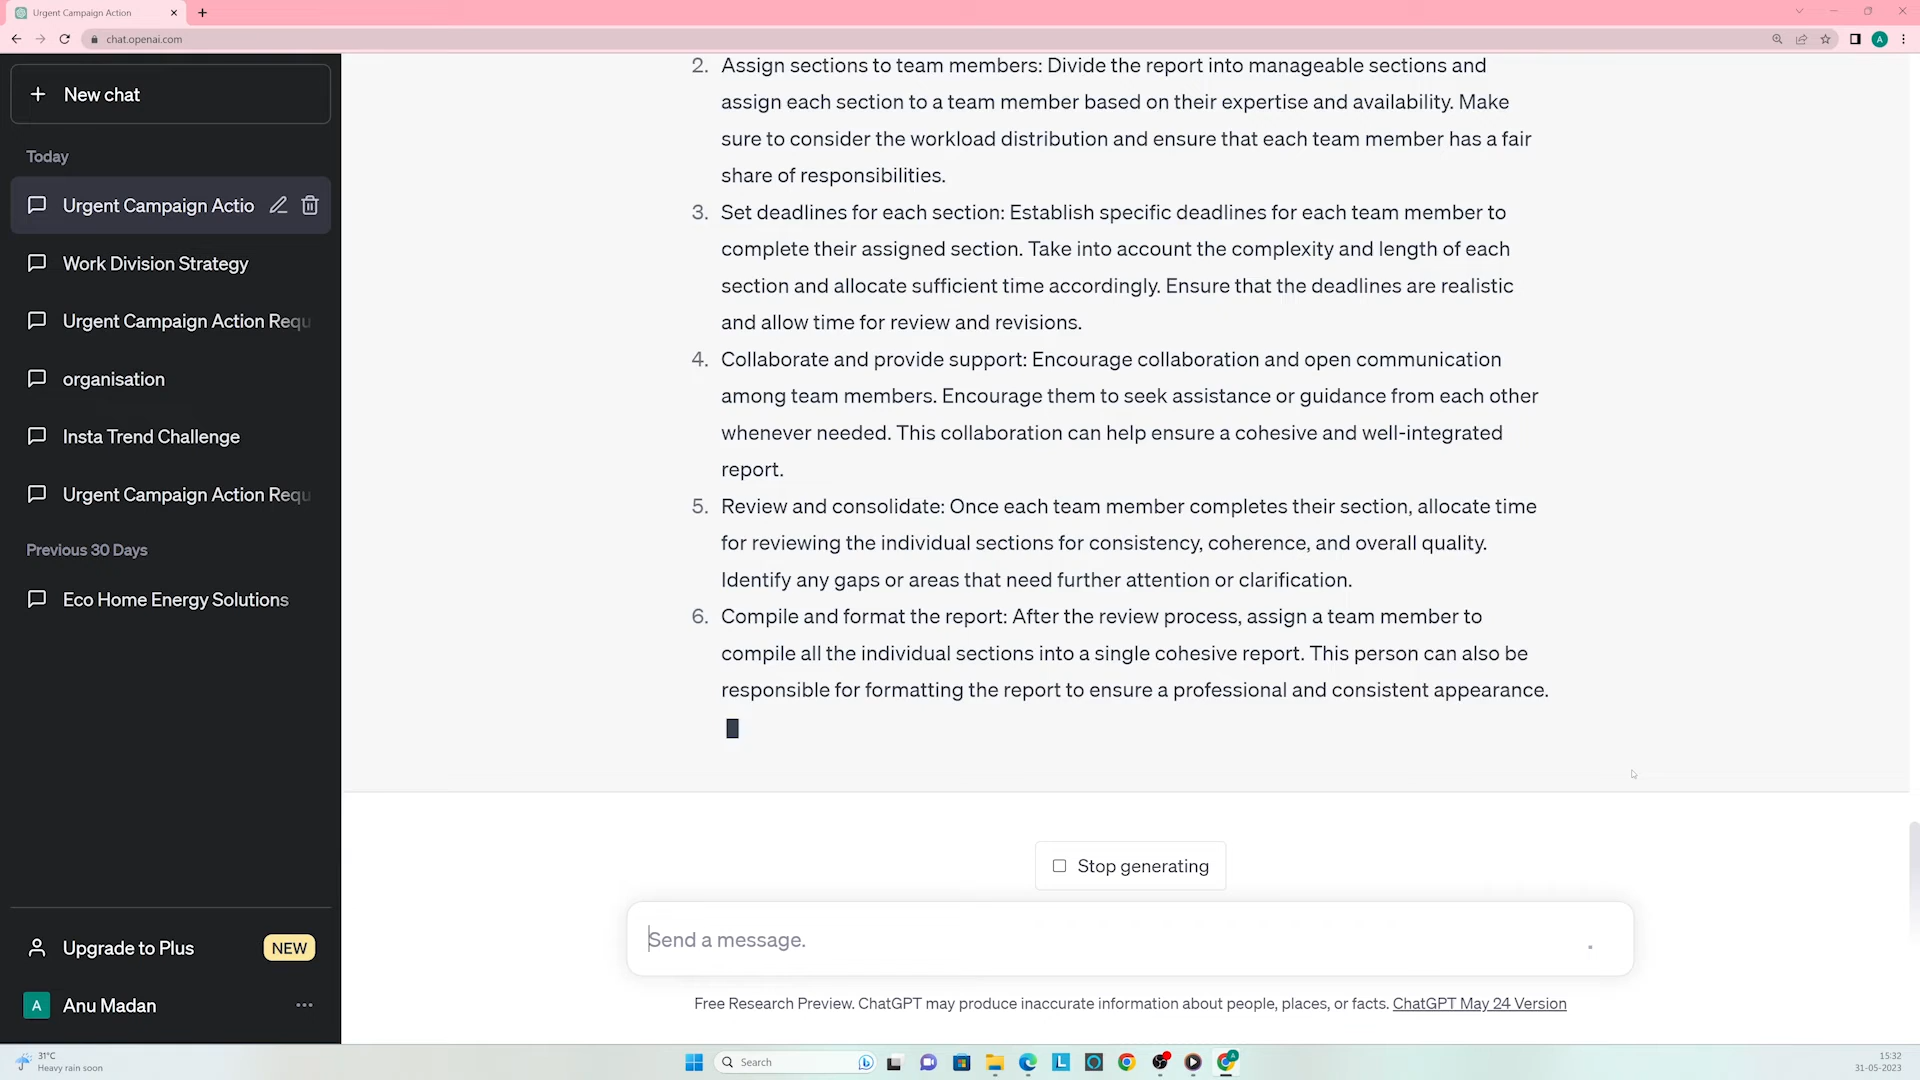 Urgent Campaign Action
chat.openai.com
A
New chat
Today
Urgent Campaign Actio
Work Division Strategy
Urgent Campaign Action Requ
organisation
Insta Trend Challenge
Urgent Campaign Action Requ
Previous 30 Days
Eco Home Energy Solutions
Upgrade to Plus
NEW
A
Anu Madan
2. Assign sections to team members: Divide the report into manageable sections and
assign each section to a team member based on their expertise and availability. Make
sure to consider the workload distribution and ensure that each team member has a fair
share of responsibilities.
3. Set deadlines for each section: Establish specific deadlines for each team member to
complete their assigned section. Take into account the complexity and length of each
section and allocate sufficient time accordingly. Ensure that the deadlines are realistic
and allow time for review and revisions.
4. Collaborate and provide support: Encourage collaboration and open communication
among team members. Encourage them to seek assistance or guidance from each other
whenever needed. This collaboration can help ensure a cohesive and well-integrated
report.
5. Review and consolidate: Once each team member completes their section, allocate time
for reviewing the individual sections for consistency, coherence, and overall quality.
Identify any gaps or areas that need further attention or clarification.
6. Compile and format the report: After the review process, assign a team member to
compile all the individual sections into a single cohesive report. This person can also be
responsible for formatting the report to ensure a professional and consistent appearance.
Stop generating
Send a message.
Free Research Preview. ChatGPT may produce inaccurate information about people, places, or facts. ChatGPT May 24 Version
31°C
Heavy rain soon
Search
L
A
15:32
31-05-2023